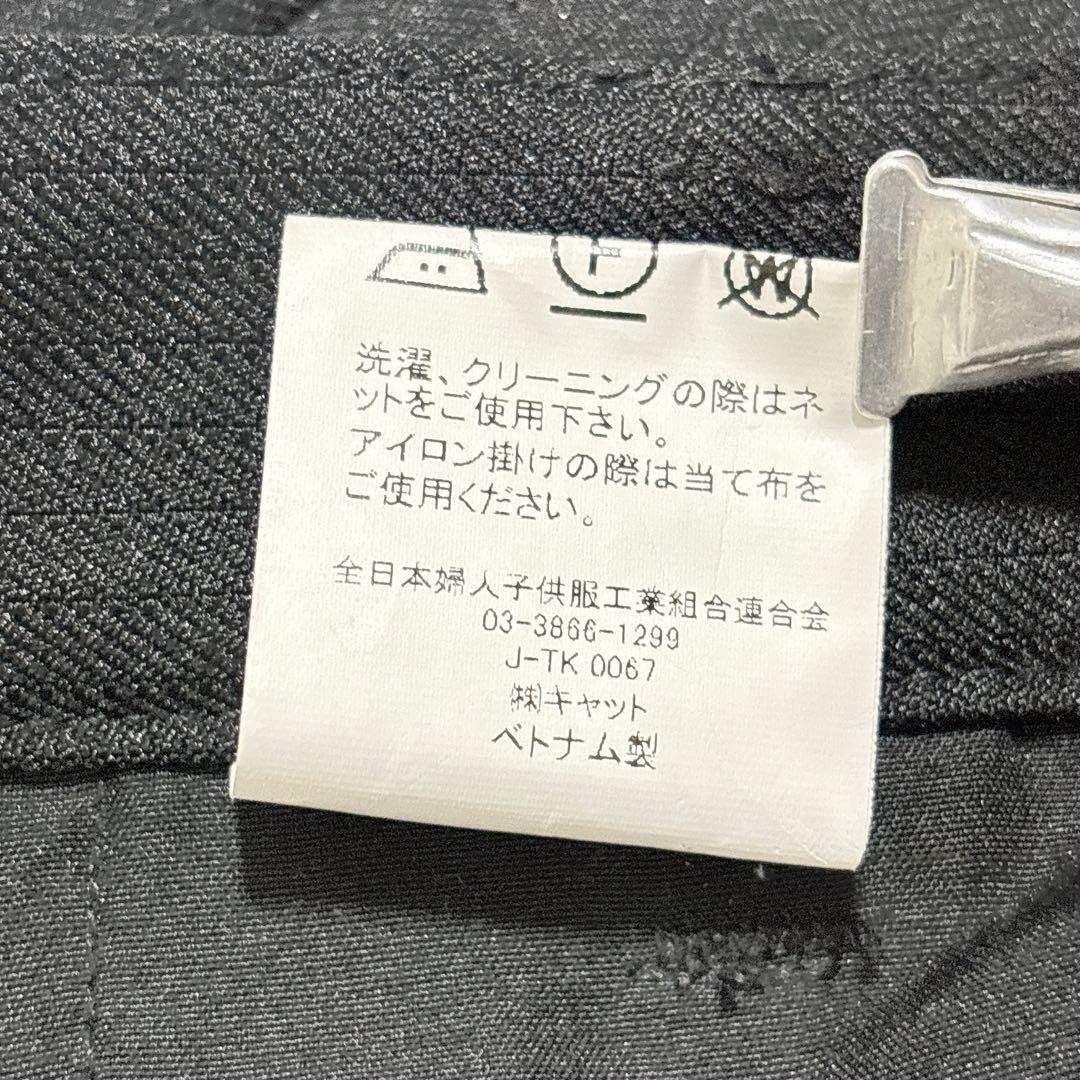 洗濯、クリーニングの際はネ
ットをご使用下さい。
アイロン掛けの際は当て布を
ご使用ください。
全日本婦人子供服工業組合連合会
03-3866-1299
J-TK 0067
㈱キャット
ベトナム製